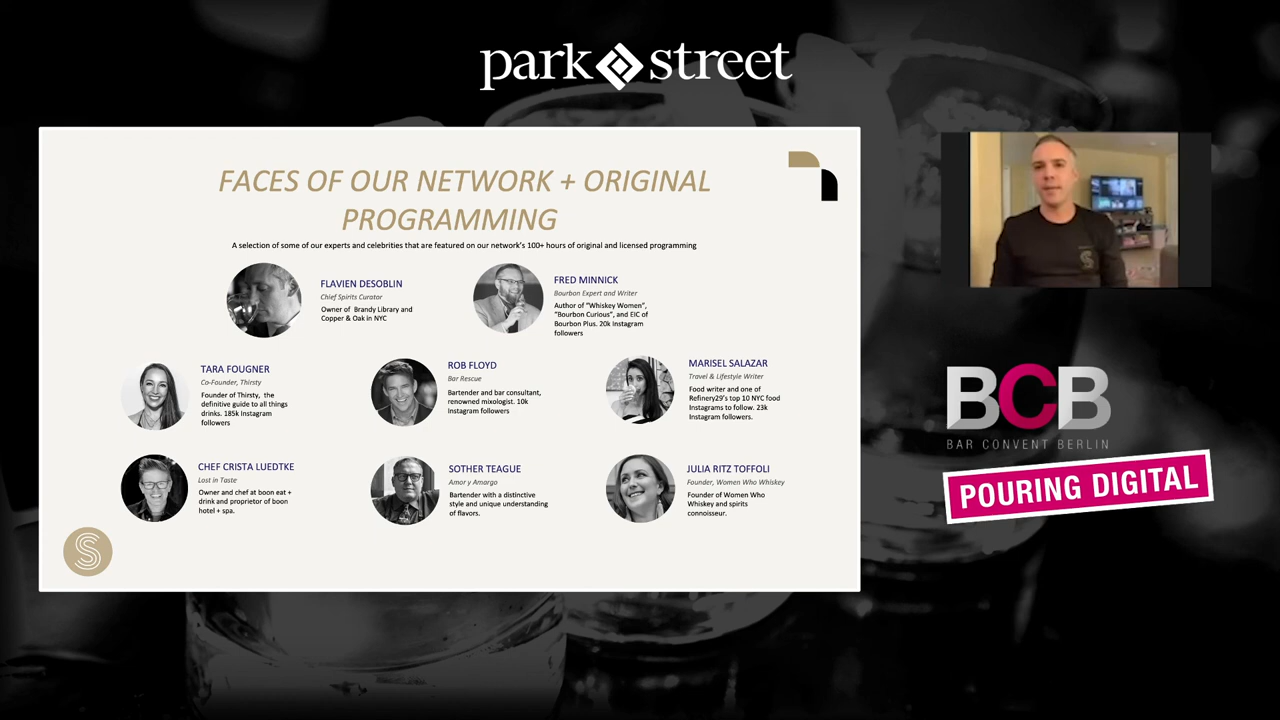 park street
FACES OF OUR NETWORK + ORIGINAL
PROGRAMMING
A selection of some of our experts and celebrities that are featured on our network's 100+ hours of original and licensed programming
FLAVIEN DESOBLIN
Chief Spirits Curator
Owner of Brandy Library and
Copper & Oak in NYC
FRED MINNICK
Bourbon Expert and Writer
Author of "Whiskey Women",
"Bourbon Curious", and EIC of
Bourbon Plus. 20k Instagram
followers
TARA FOUGNER
Co-Founder, Thirsty
Founder of Thirsty, the
definitive guide to all things
drinks. 185k Instagram
followers
ROB FLOYD
Bar Rescue
Bartender and bar consultant,
renowned mixologist. 10k
Instagram followers
MARISEL SALAZAR
Travel & Lifestyle Writer
Food writer and one of
Refinery29's top 10 NYC food
Instagrams to follow. 23k
Instagram followers.
CHEF CRISTA LUEDTKE
Lost in Taste
Owner and chef at boon eat +
drink and proprietor of boon
hotel + spa.
SOTHER TEAGUE
Amor y Amargo
Bartender with a distinctive
style and unique understanding
of flavors.
JULIA RITZ TOFFOLI
Founder, Women Who Whiskey
Founder of Women Who
Whiskey and spirits
connoisseur.
S
BCB
BAR CONVENT BERLIN
POURING DIGITAL